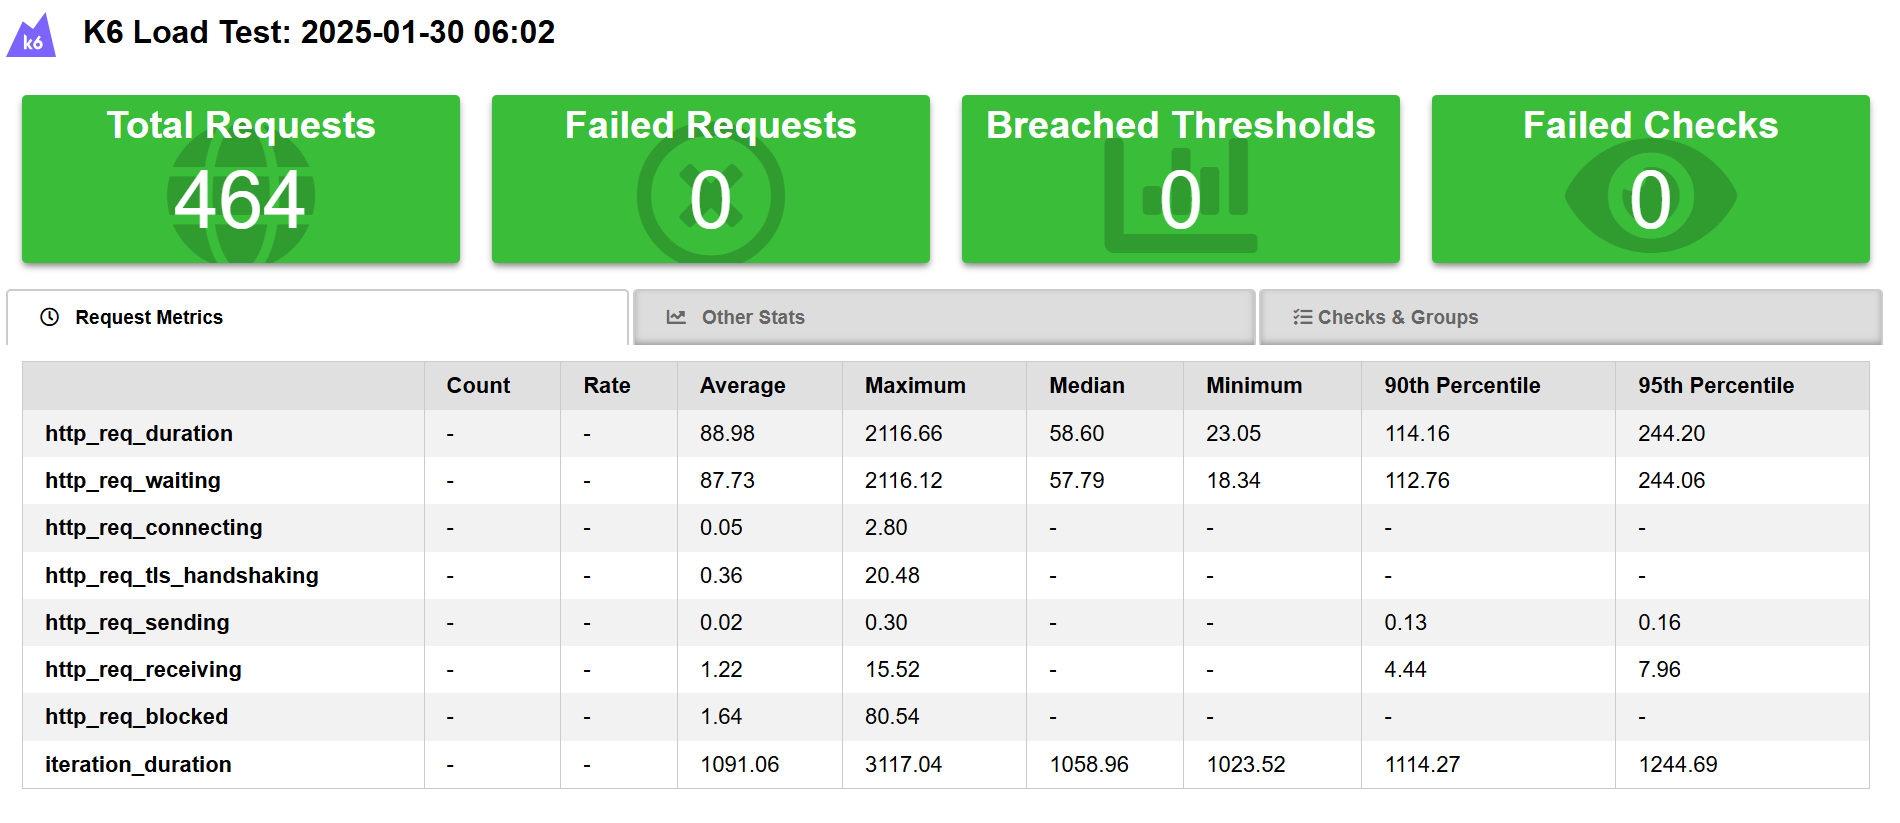 k6
K6 Load Test: 2025-01-30 06:02
Total Requests Failed Requests Breached Thresholds Failed Checks
464 0 0 0
Request Metrics Other Stats Checks & Groups
Count Rate Average Maximum Median Minimum 90th Percentile 95th Percentile
http_req_duration - - 88.98 2116.66 58.60 23.05 114.16 244.20
http_req_waiting - - 87.73 2116.12 57.79 18.34 112.76 244.06
http_req_connecting - - 0.05 2.80 - - - -
http_req_tls_handshaking - - 0.36 20.48 - - - -
http_req_sending - - 0.02 0.30 - - 0.13 0.16
http_req_receiving - - 1.22 15.52 - - 4.44 7.96
http_req_blocked - - 1.64 80.54 - - - -
iteration_duration - - 1091.06 3117.04 1058.96 1023.52 1114.27 1244.69